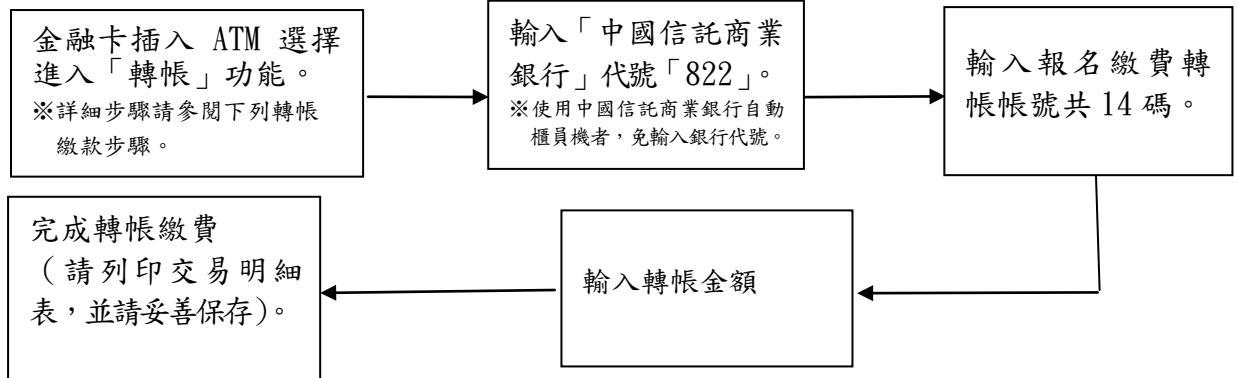 金融卡插入 ATM 選擇
進入「轉帳」功能。
※詳細步驟請參閱下列轉帳
繳款步驟。
輸入「中國信託商業
銀行」代號「822」。
※使用中國信託商業銀行自動
櫃員機者，免輸入銀行代號。
輸入報名繳費轉
帳帳號共 14 碼。
輸入轉帳金額
完成轉帳繳費
（請列印交易明細
表，並請妥善保存)。